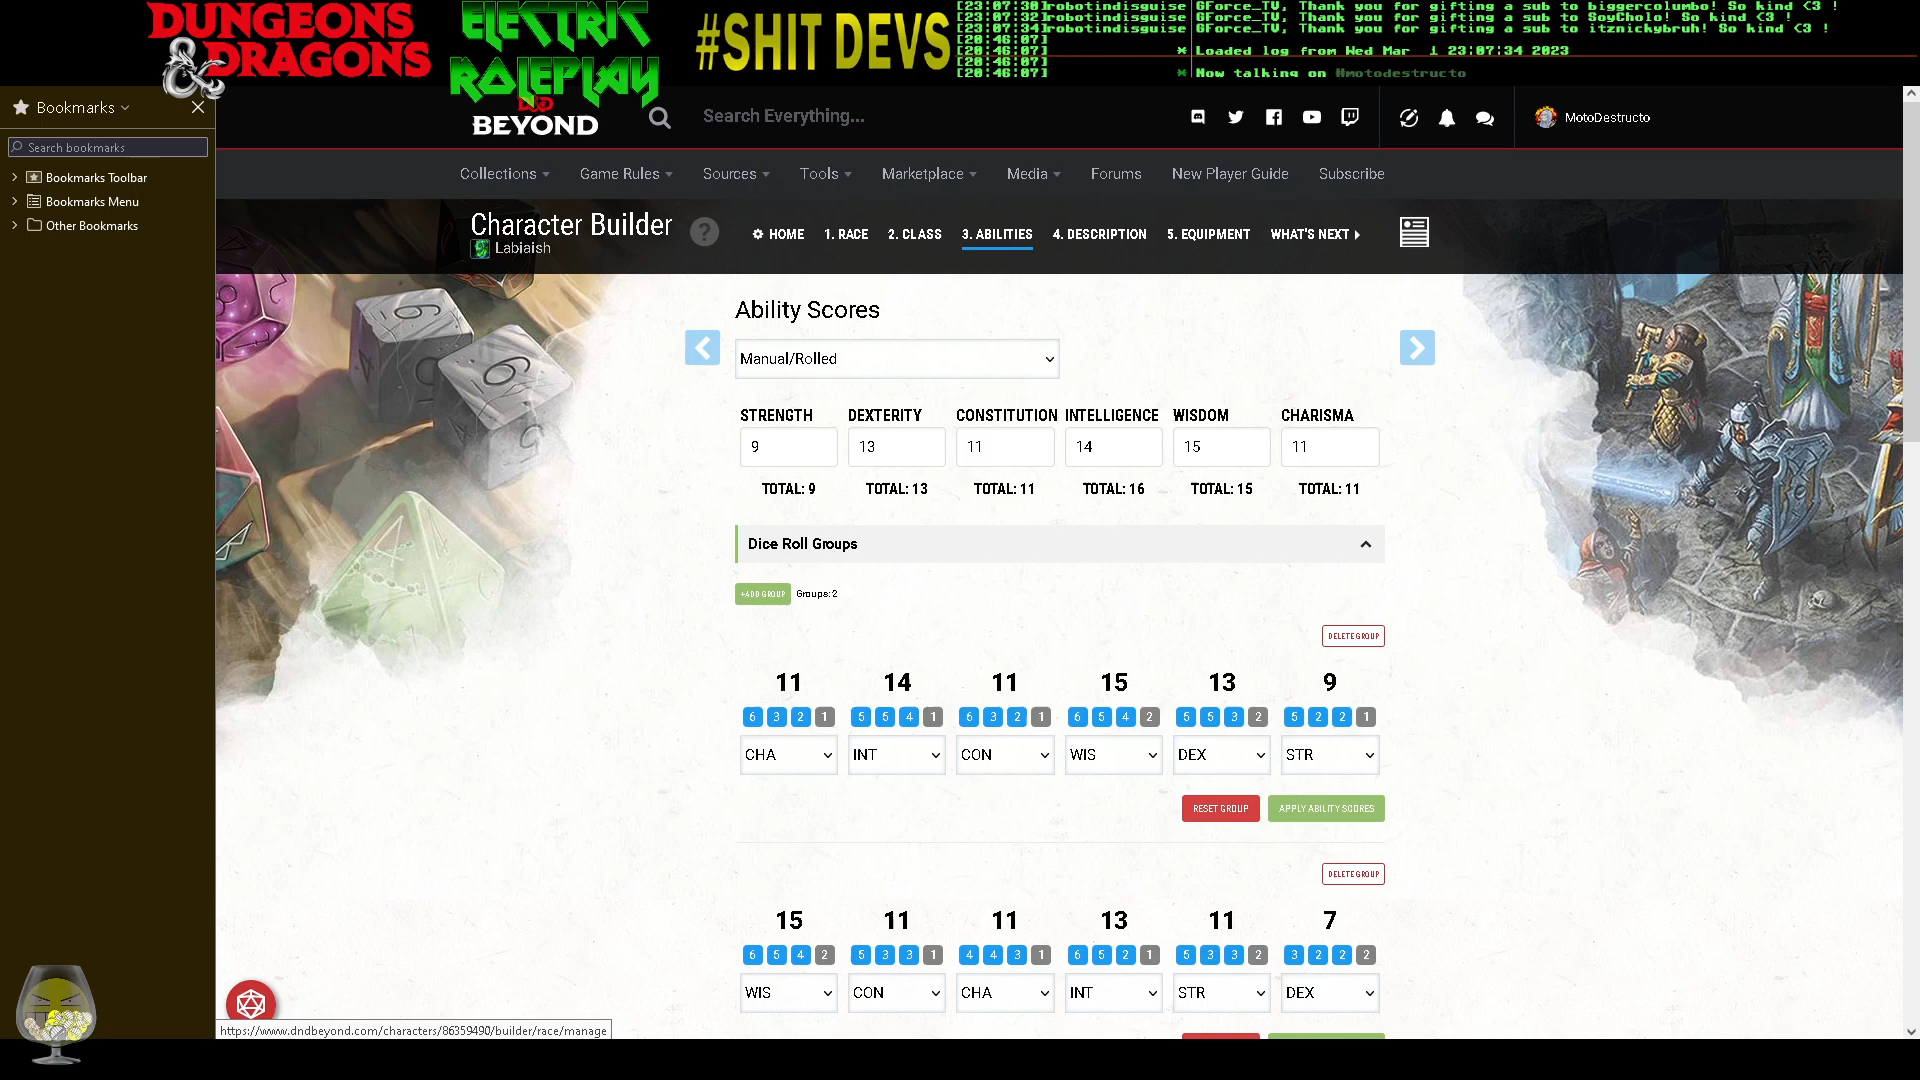 DUNGEONS
& DRAGONS
ELECTRIC
ROLEPLAY
#SHIT DEVS
[23:07:30]robotindisguise GForce_TV, Thank you for gifting a sub to biggercolumbo! So kind <3 !
[23:07:32]robotindisguise GForce_TV, Thank you for gifting a sub to SoyCholo! So kind <3 !
[23:07:34]robotindisguise GForce_TV, Thank you for gifting a sub to itznickybruh! So kind <3 !
[20:46:07]
[20:46:07] * Loaded log from Wed Mar 1 23:07:34 2023
[20:46:07]
[20:46:07] * Now talking on #motodestructo
Bookmarks
Search bookmarks
Bookmarks Toolbar
Bookmarks Menu
Other Bookmarks
D&D
BEYOND
Search Everything...
MotoDestructo
Collections Game Rules Sources Tools Marketplace Media Forums New Player Guide Subscribe
Character Builder
Labiaish
?
HOME 1. RACE 2. CLASS 3. ABILITIES 4. DESCRIPTION 5. EQUIPMENT WHAT'S NEXT
Ability Scores
Manual/Rolled
STRENGTH DEXTERITY CONSTITUTION INTELLIGENCE WISDOM CHARISMA
9 13 11 14 15 11
TOTAL: 9 TOTAL: 13 TOTAL: 11 TOTAL: 16 TOTAL: 15 TOTAL: 11
Dice Roll Groups
+ADD GROUP Groups: 2
DELETE GROUP
11 14 11 15 13 9
6 3 2 1 5 5 4 1 6 3 2 1 6 5 4 2 5 5 3 2 5 2 2 1
CHA INT CON WIS DEX STR
RESET GROUP APPLY ABILITY SCORES
DELETE GROUP
15 11 11 13 11 7
6 5 4 2 5 3 3 1 4 4 3 1 6 5 2 1 5 3 3 2 3 2 2 2
WIS CON CHA INT STR DEX
https://www.dndbeyond.com/characters/86359490/builder/race/manage